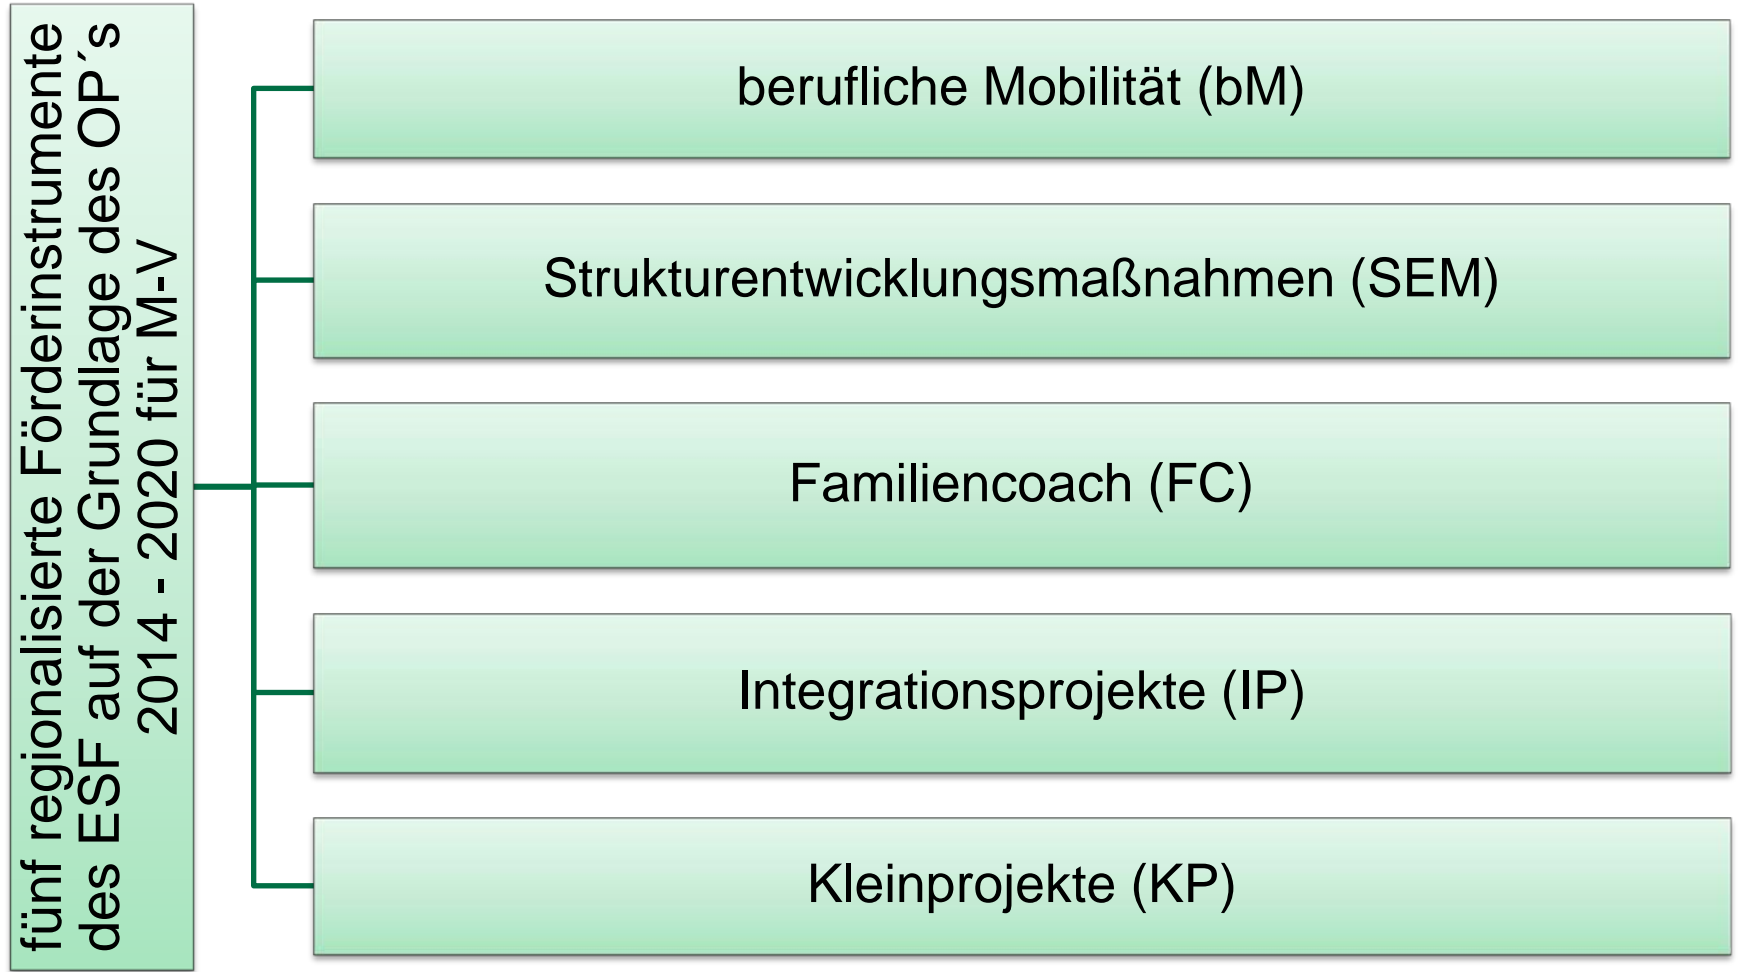 fünf regionalisierte Förderinstrumente
des ESF auf der Grundlage des OP´s
2014 - 2020 für M-V
berufliche Mobilität (bM)
Strukturentwicklungsmaßnahmen (SEM)
Familiencoach (FC)
Integrationsprojekte (IP)
Kleinprojekte (KP)